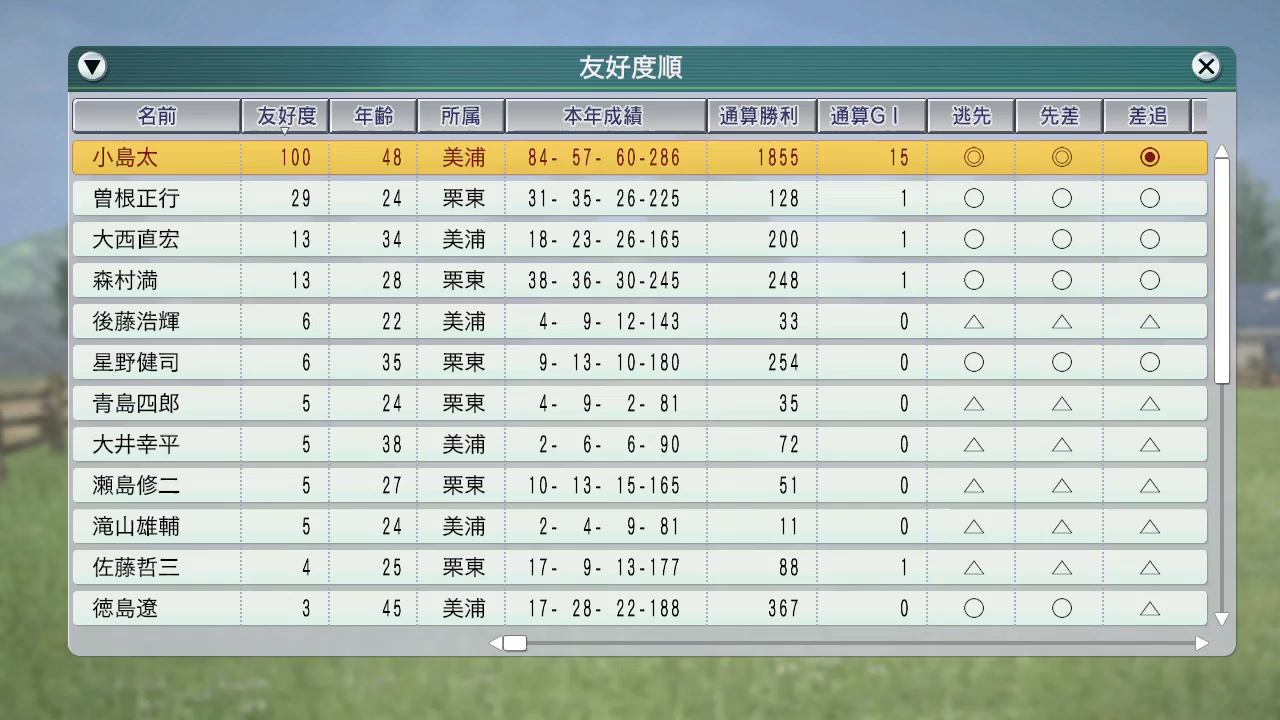 友好度順
名前 友好度 年齢 所属 本年成績 通算勝利 通算GⅠ 逃先 先差 差追
小島太 100 48 美浦 84- 57- 60-286 1855 15 ◎ ◎ ◉
曽根正行 29 24 栗東 31- 35- 26-225 128 1 ○ ○ ○
大西直宏 13 34 美浦 18- 23- 26-165 200 1 ○ ○ ○
森村満 13 28 栗東 38- 36- 30-245 248 1 ○ ○ ○
後藤浩輝 6 22 美浦 4- 9- 12-143 33 0 △ △ △
星野健司 6 35 栗東 9- 13- 10-180 254 0 ○ ○ ○
青島四郎 5 24 栗東 4- 9- 2- 81 35 0 △ △ △
大井幸平 5 38 美浦 2- 6- 6- 90 72 0 △ △ △
瀬島修二 5 27 栗東 10- 13- 15-165 51 0 △ △ △
滝山雄輔 5 24 美浦 2- 4- 9- 81 11 0 △ △ △
佐藤哲三 4 25 栗東 17- 9- 13-177 88 1 △ △ △
徳島遼 3 45 美浦 17- 28- 22-188 367 0 ○ ○ △